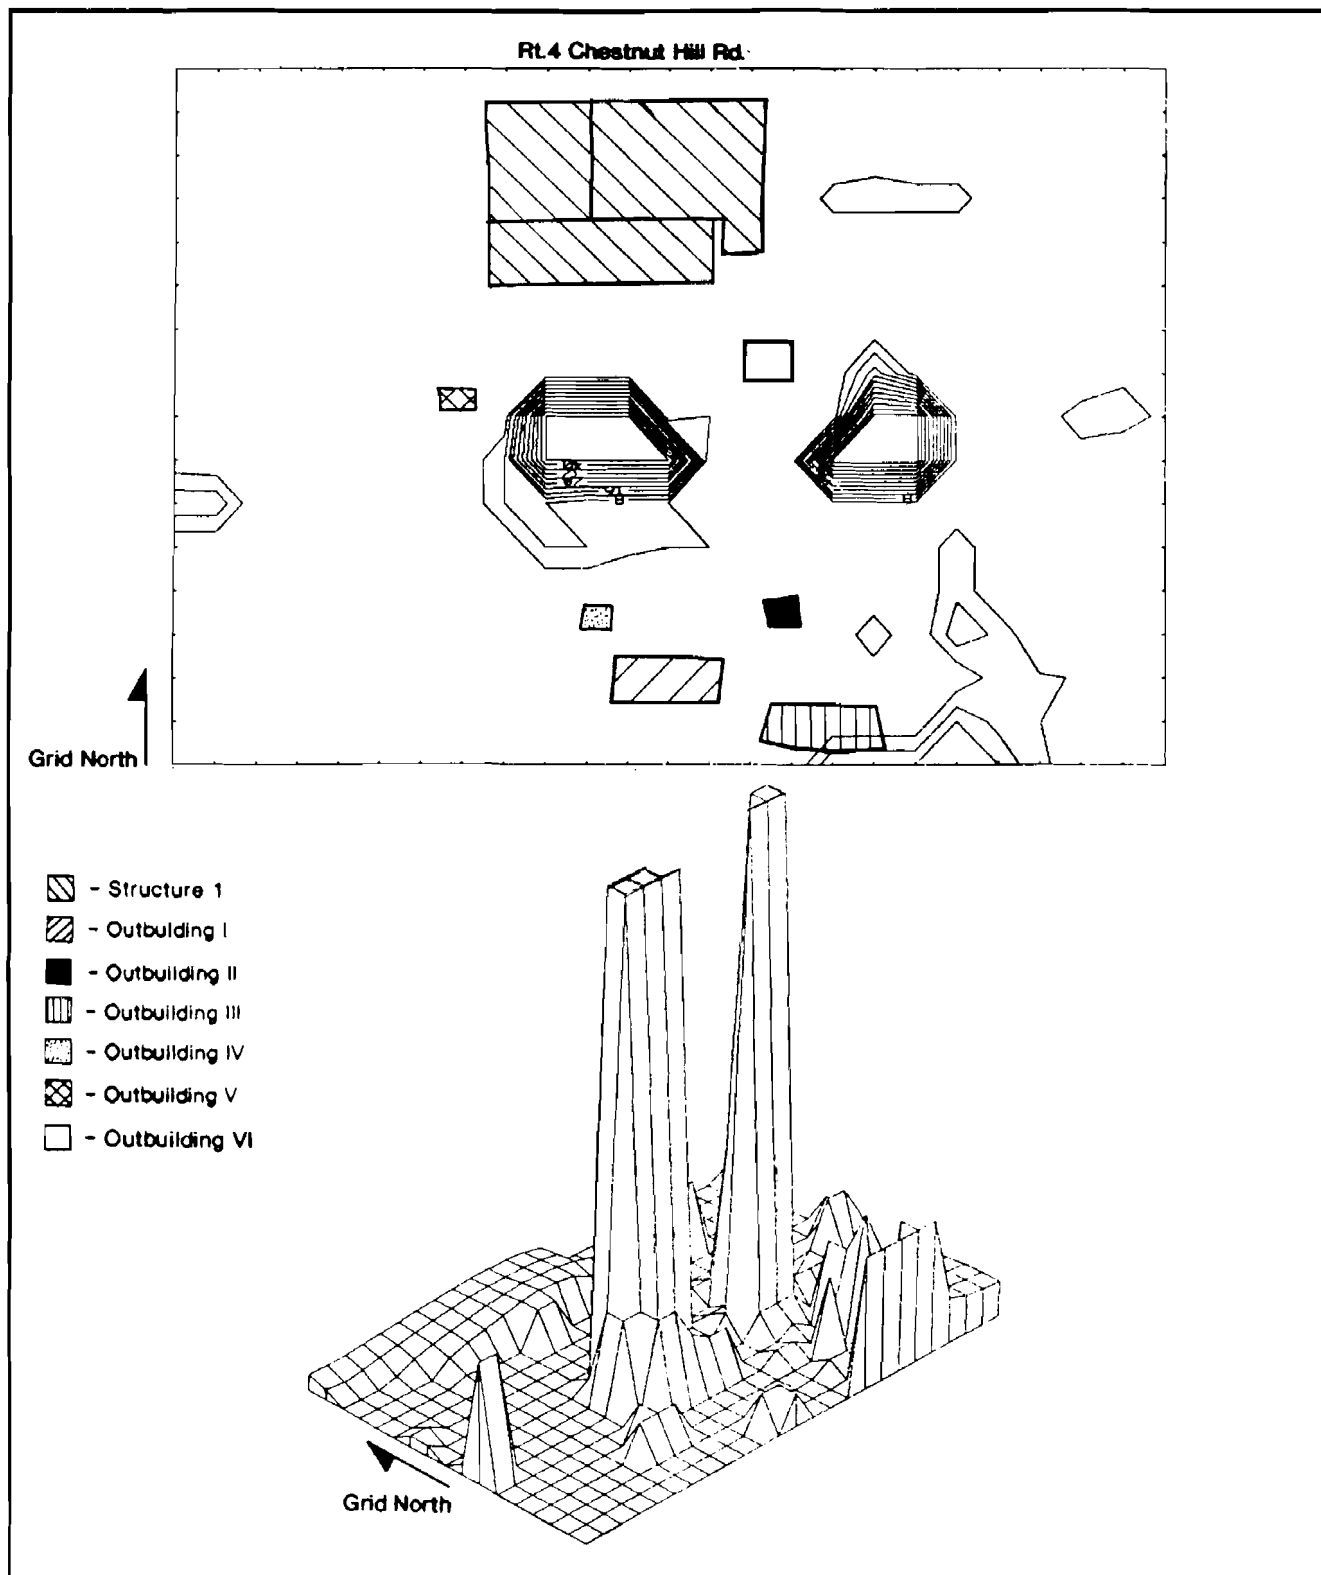 Rt.4 Chestnut Hill Rd.
Grid North
- Structure 1
- Outbuilding I
- Outbuilding II
- Outbuilding III
- Outbuilding IV
- Outbuilding V
- Outbuilding VI
Grid North